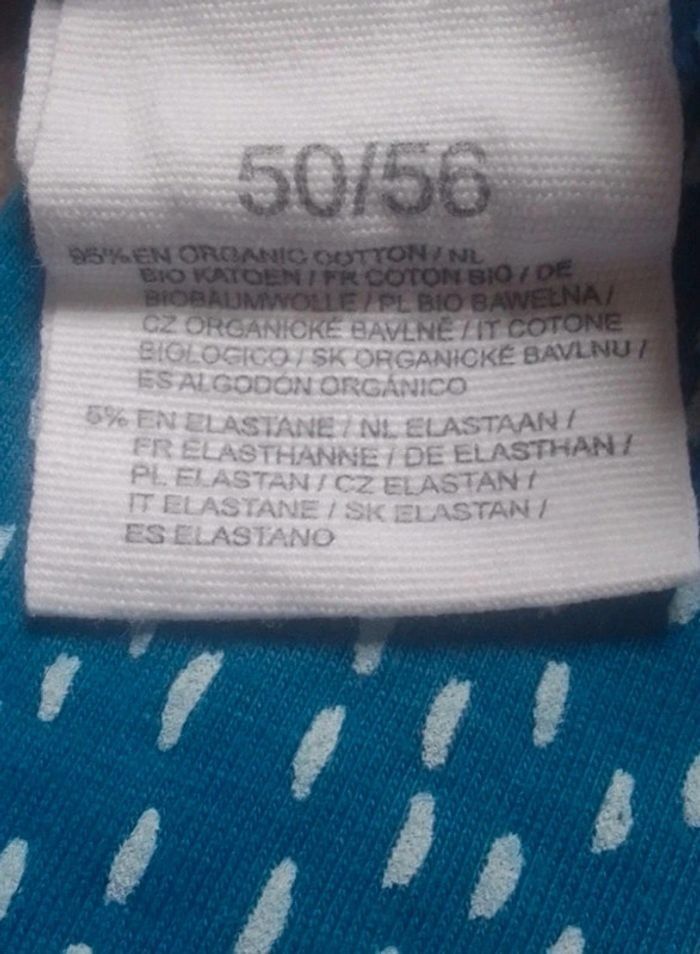 50/56
95% EN ORGANIC COTTON / NL
BIO KATOEN / FR COTON BIO / DE
BIOBAUMWOLLE / PL BIO BAWEŁNA /
CZ ORGANICKÉ BAVLNĚ / IT COTONE
BIOLOGICO / SK ORGANICKÉ BAVLNU /
ES ALGODÓN ORGÁNICO
5% EN ELASTANE / NL ELASTAAN /
FR ÉLASTHANNE / DE ELASTHAN /
PL ELASTAN / CZ ELASTAN /
IT ELASTANE / SK ELASTAN /
ES ELASTANO